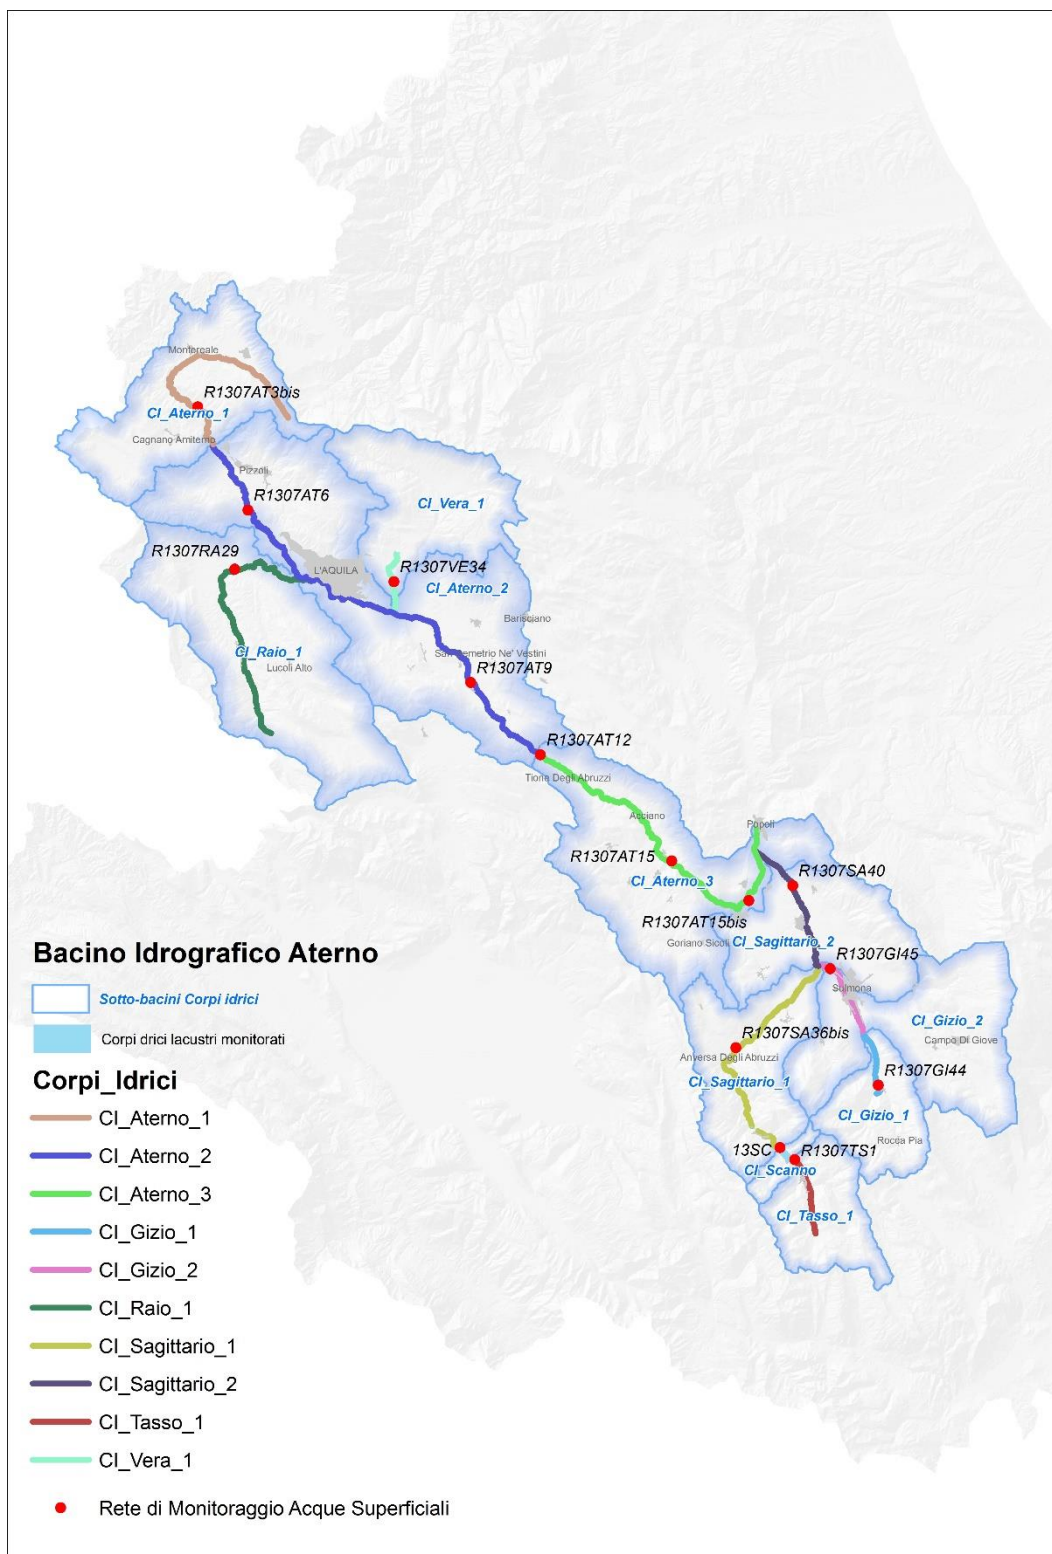 Montereale
R1307AT3bis
CI_Aterno_1
Cagnano Amiterno
Pizzoli
CI_Vera_1
R1307AT6
R1307RA29
L'AQUILA
R1307VE34
CI_Aterno_2
Barisciano
CI_Raio_1
San Demetrio Ne' Vestini
Lucoli Alto
R1307AT9
R1307AT12
Tione Degli Abruzzi
Acciano
Popoli
R1307AT15
R1307SA40
CI_Aterno_3
R1307AT15bis
Goriano Sicoli
CI_Sagittario_2
R1307GI45
Sulmona
CI_Gizio_2
R1307SA36bis
Campo Di Giove
Anversa Degli Abruzzi
R1307GI44
CI_Sagittario_1
CI_Gizio_1
Rocca Pia
13SC
R1307TS1
CI_Scanno
CI_Tasso_1
Bacino Idrografico Aterno
Sotto-bacini Corpi idrici
Corpi drici lacustri monitorati
Corpi_Idrici
CI_Aterno_1
CI_Aterno_2
CI_Aterno_3
CI_Gizio_1
CI_Gizio_2
CI_Raio_1
CI_Sagittario_1
CI_Sagittario_2
CI_Tasso_1
CI_Vera_1
Rete di Monitoraggio Acque Superficiali